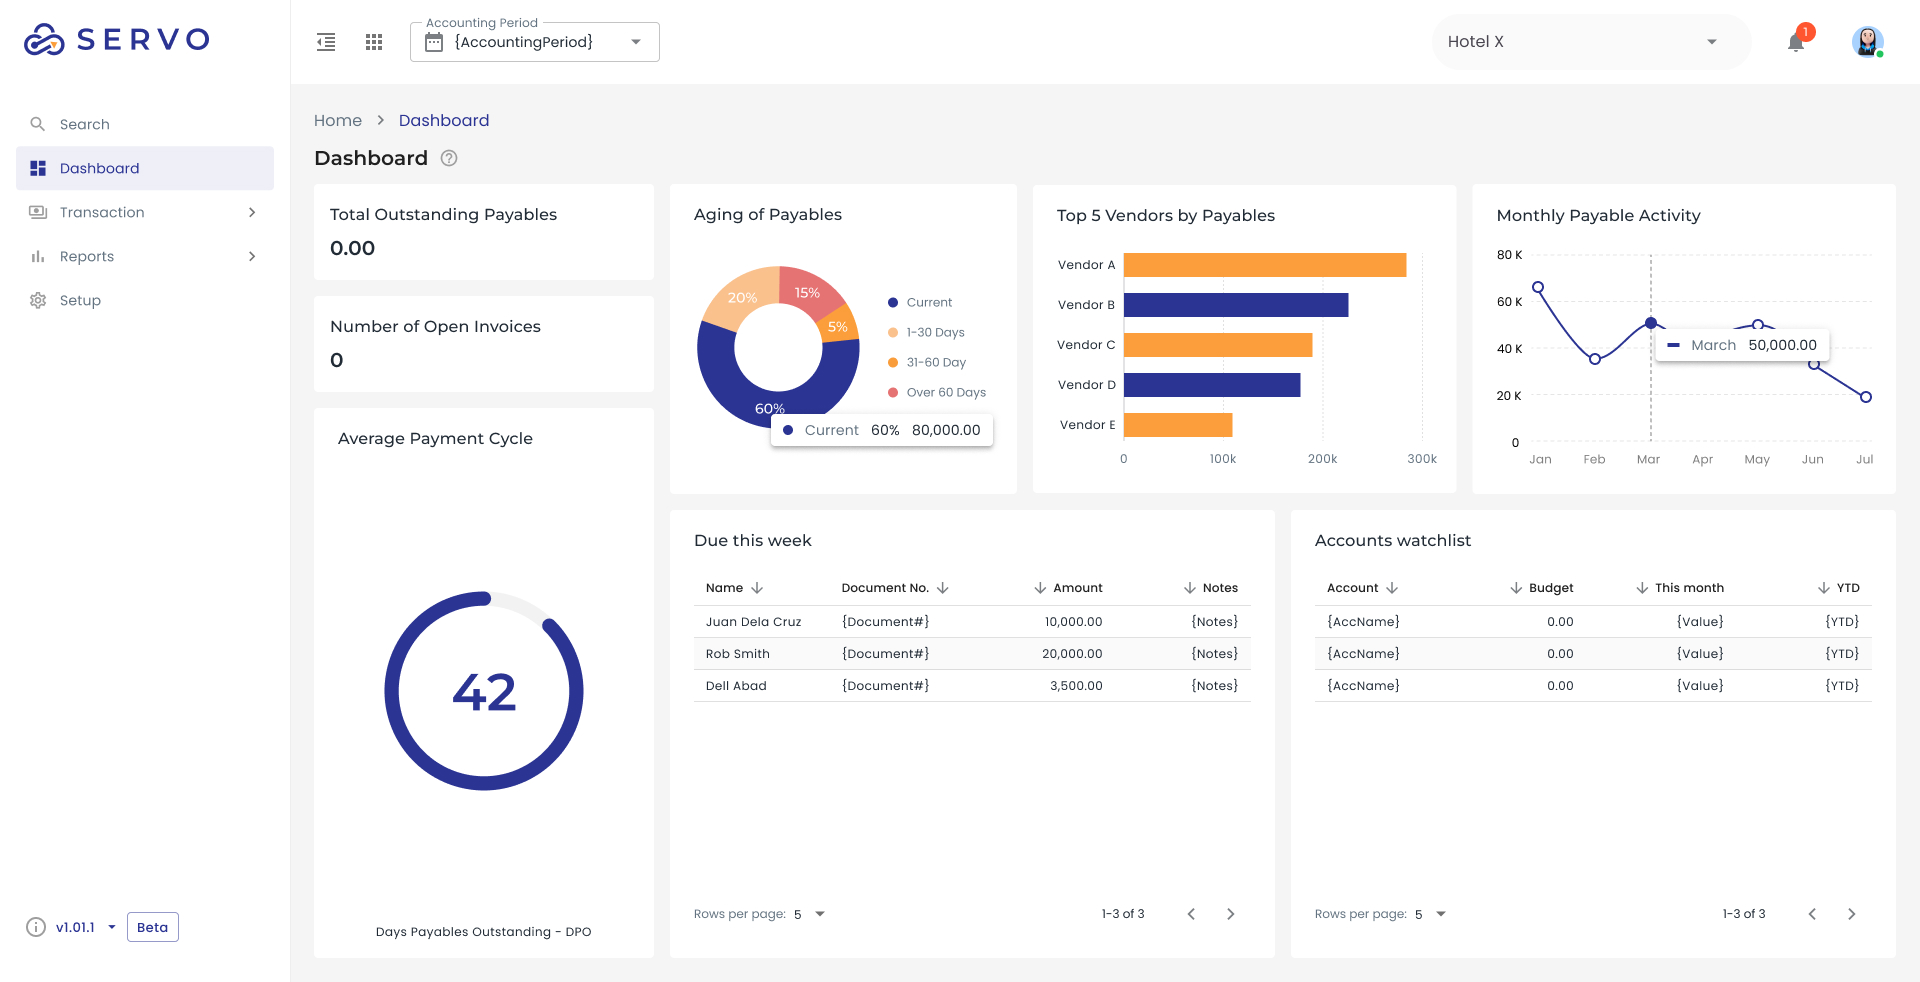 SERVO
Accounting Period
{AccountingPeriod}
Hotel X
1
Search
Dashboard
Transaction
Reports
Setup
v1.01.1
Beta
Home
Dashboard
Dashboard
?
Total Outstanding Payables
0.00
Number of Open Invoices
0
Average Payment Cycle
42
Days Payables Outstanding - DPO
Aging of Payables
20%
15%
5%
60%
Current
1-30 Days
31-60 Day
Over 60 Days
Current 60% 80,000.00
Top 5 Vendors by Payables
Vendor A
Vendor B
Vendor C
Vendor D
Vendor E
0 100k 200k 300k
Monthly Payable Activity
80 K
60 K
40 K
20 K
0
March 50,000.00
Jan Feb Mar Apr May Jun Jul
Due this week
Name Document No. Amount Notes
Juan Dela Cruz {Document#} 10,000.00 {Notes}
Rob Smith {Document#} 20,000.00 {Notes}
Dell Abad {Document#} 3,500.00 {Notes}
Rows per page: 5 1-3 of 3
Accounts watchlist
Account Budget This month YTD
{AccName} 0.00 {Value} {YTD}
{AccName} 0.00 {Value} {YTD}
{AccName} 0.00 {Value} {YTD}
Rows per page: 5 1-3 of 3